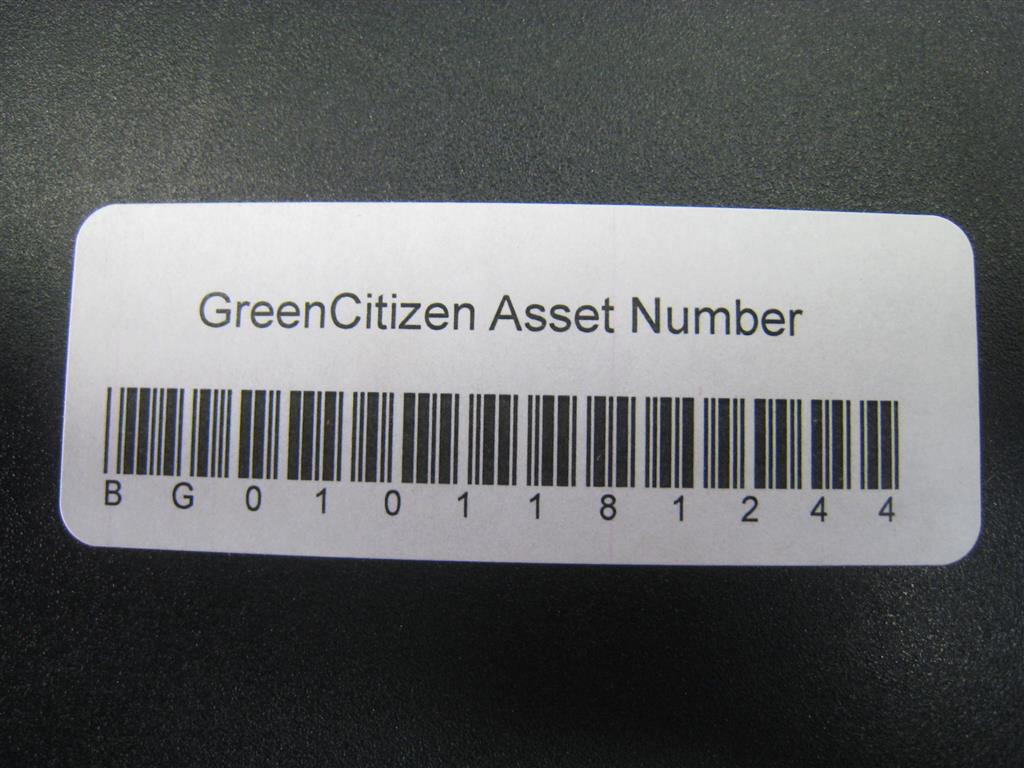 GreenCitizen Asset Number
B G 0 1 0 1 1 8 1 2 4 4